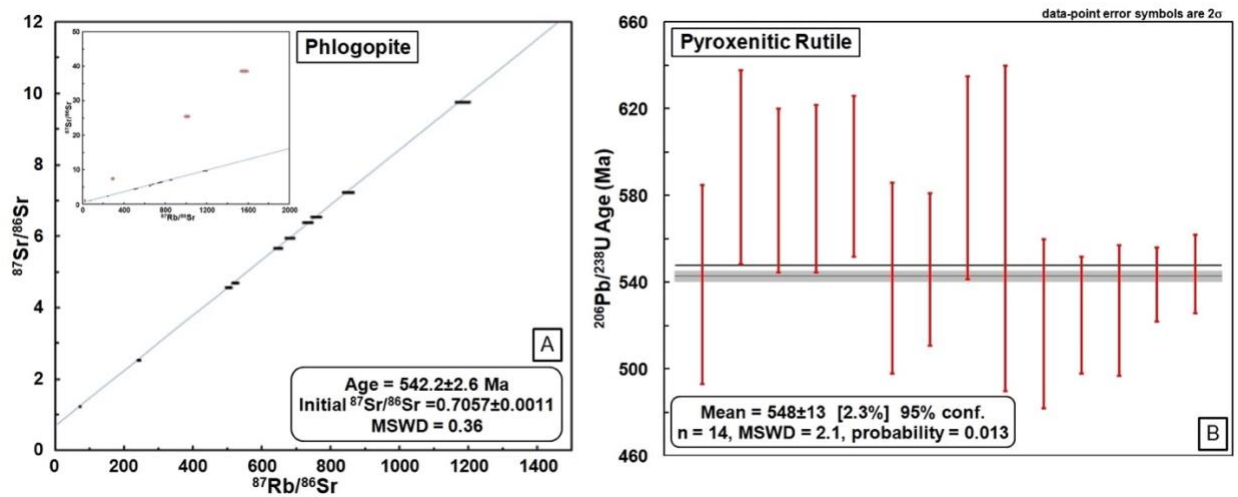 data-point error symbols are 2σ
Phlogopite
12
10
8
6
4
2
0
⁸⁷Sr/⁸⁶Sr
0 200 400 600 800 1000 1200 1400
⁸⁷Rb/⁸⁶Sr
50
40
30
20
10
0
⁸⁷Sr/⁸⁶Sr
0 400 800 1200 1600 2000
⁸⁷Rb/⁸⁶Sr
A
Age = 542.2±2.6 Ma
Initial ⁸⁷Sr/⁸⁶Sr =0.7057±0.0011
MSWD = 0.36
Pyroxenitic Rutile
660
620
580
540
500
460
²⁰⁶Pb/²³⁸U Age (Ma)
Mean = 548±13 [2.3%] 95% conf.
n = 14, MSWD = 2.1, probability = 0.013
B